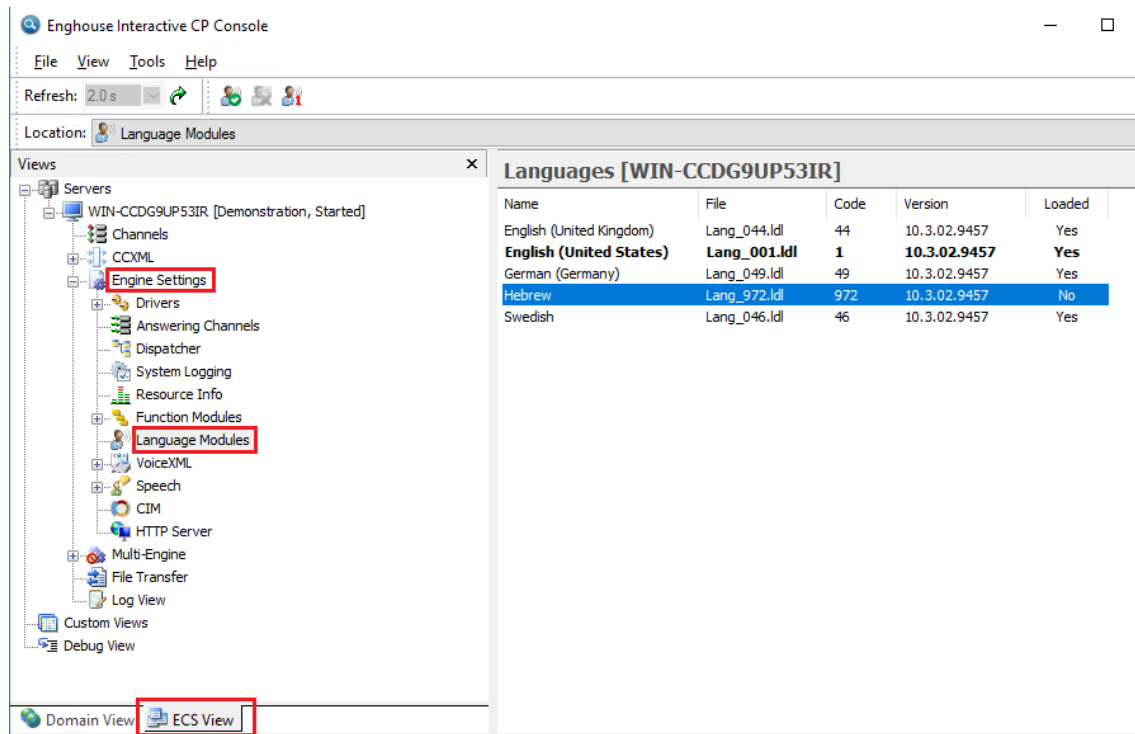 Enghouse Interactive CP Console
File View Tools Help
Refresh: 2.0 s
Location: Language Modules
Views
Servers
WIN-CCDG9UP53IR [Demonstration, Started]
Channels
CCXML
Engine Settings
Drivers
Answering Channels
Dispatcher
System Logging
Resource Info
Function Modules
Language Modules
VoiceXML
Speech
CIM
HTTP Server
Multi-Engine
File Transfer
Log View
Custom Views
Debug View
Domain View ECS View
Languages [WIN-CCDG9UP53IR]
Name File Code Version Loaded
English (United Kingdom) Lang_044.ldl 44 10.3.02.9457 Yes
English (United States) Lang_001.ldl 1 10.3.02.9457 Yes
German (Germany) Lang_049.ldl 49 10.3.02.9457 Yes
Hebrew Lang_972.ldl 972 10.3.02.9457 No
Swedish Lang_046.ldl 46 10.3.02.9457 Yes